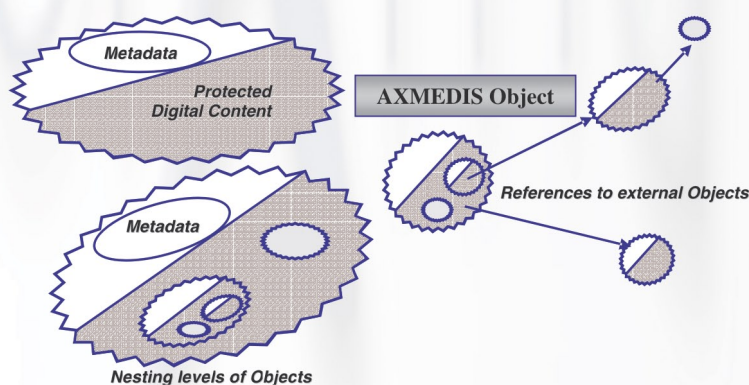 Metadata
Protected
Digital Content
AXMEDIS Object
References to external Objects
Metadata
Nesting levels of Objects